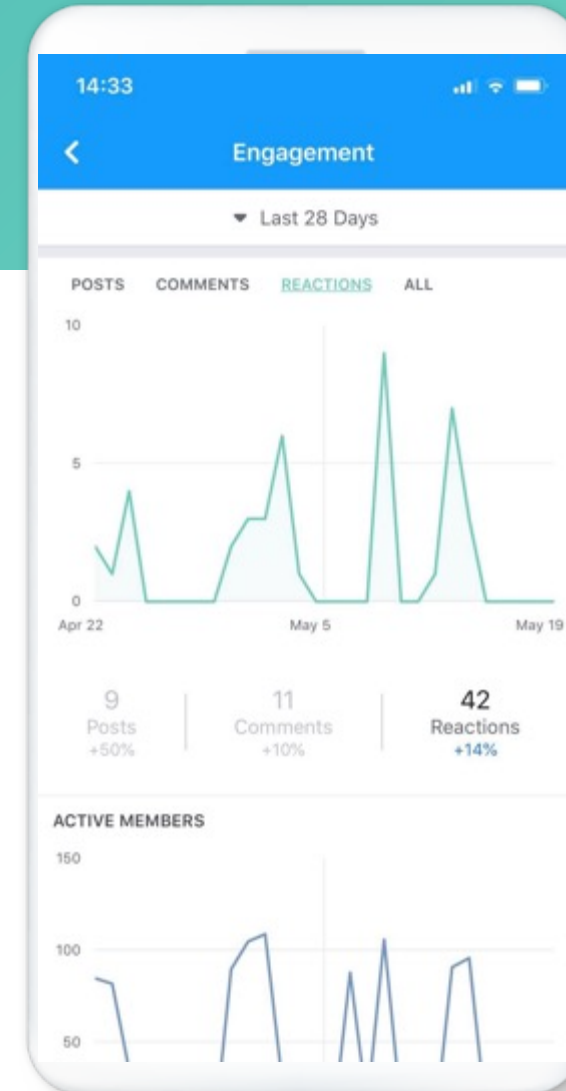 14:33
Engagement
Last 28 Days
POSTS COMMENTS REACTIONS ALL
10
5
0
Apr 22 May 5 May 19
9 11 42
Posts Comments Reactions
+50% +10% +14%
ACTIVE MEMBERS
150
100
50